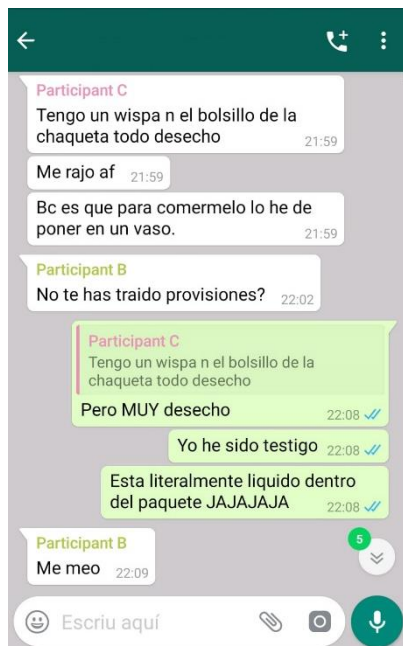 Participant C
Tengo un wispa n el bolsillo de la
chaqueta todo desecho
21:59
Me rajo af 21:59
Bc es que para comermelo lo he de
poner en un vaso.
21:59
Participant B
No te has traido provisiones? 22:02
Participant C
Tengo un wispa n el bolsillo de la
chaqueta todo desecho
Pero MUY desecho 22:08
Yo he sido testigo 22:08
Esta literalmente liquido dentro
del paquete JAJAJAJA 22:08
Participant B
5
Me meo 22:09
Escriu aquí